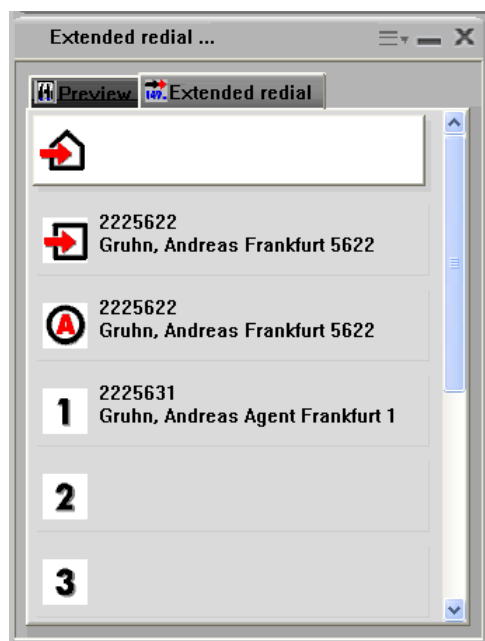 Extended redial ...
Preview Extended redial
2225622
Gruhn, Andreas Frankfurt 5622
A
2225622
Gruhn, Andreas Frankfurt 5622
1
2225631
Gruhn, Andreas Agent Frankfurt 1
2
3